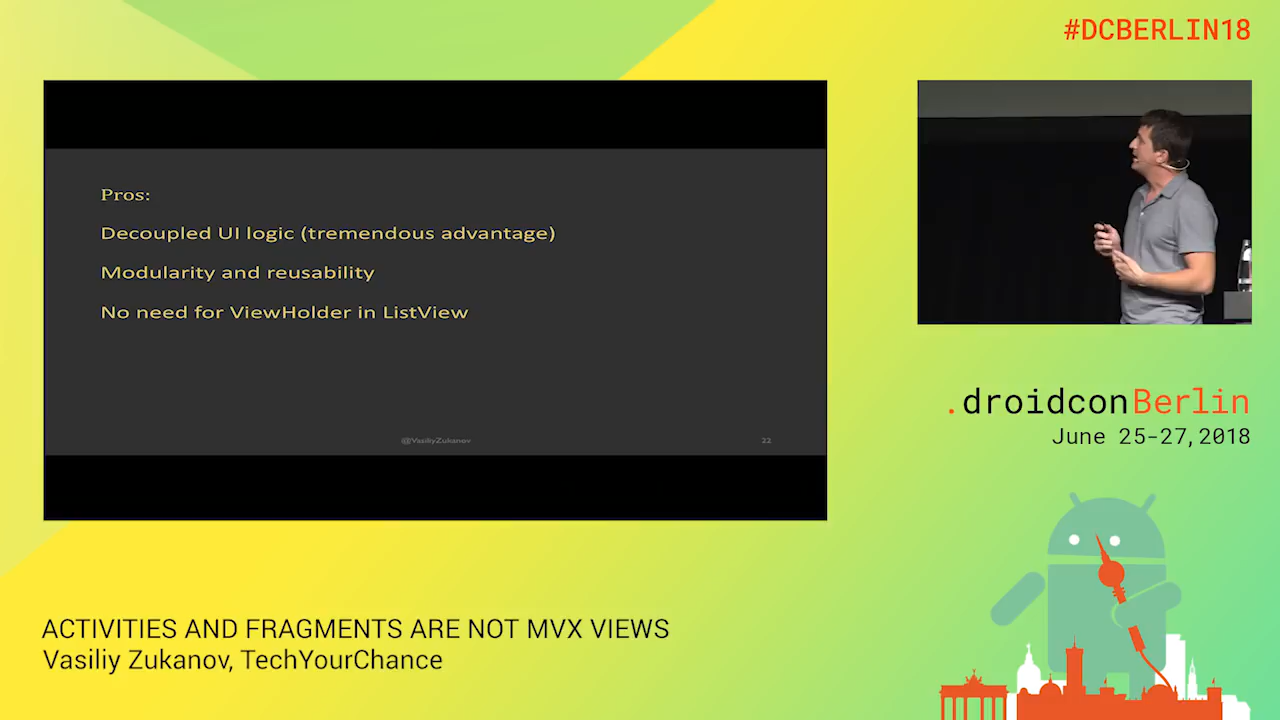 #DCBERLIN18
Pros:
Decoupled UI logic (tremendous advantage)
Modularity and reusability
No need for ViewHolder in ListView
@VasiliyZukanov
22
.droidconBerlin
June 25-27,2018
ACTIVITIES AND FRAGMENTS ARE NOT MVX VIEWS
Vasiliy Zukanov, TechYourChance